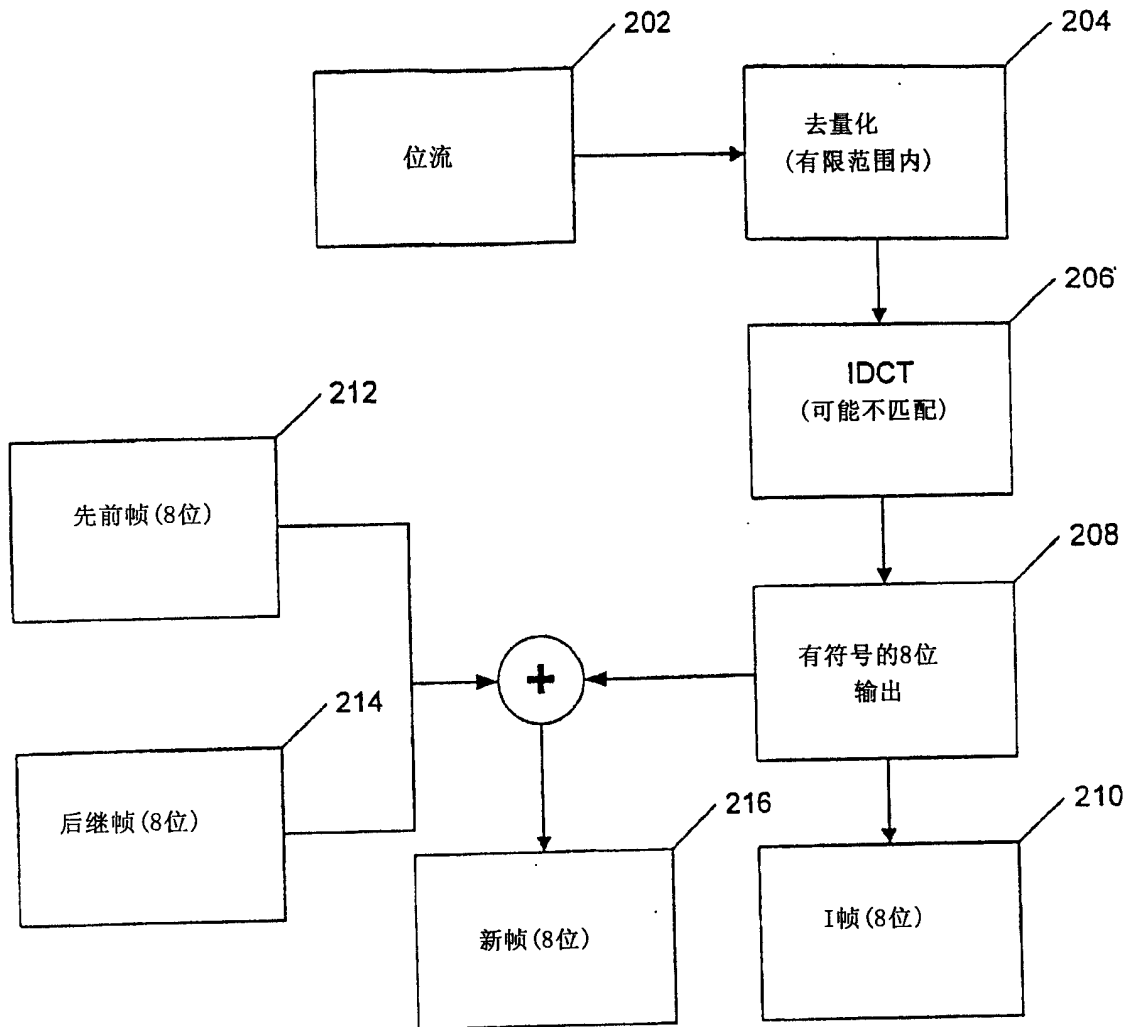 202
204
位流
去量化
(有限范围内)
206
IDCT
(可能不匹配)
212
先前帧(8位)
208
有符号的8位
输出
+
214
后继帧(8位)
216
210
新帧(8位)
I帧(8位)